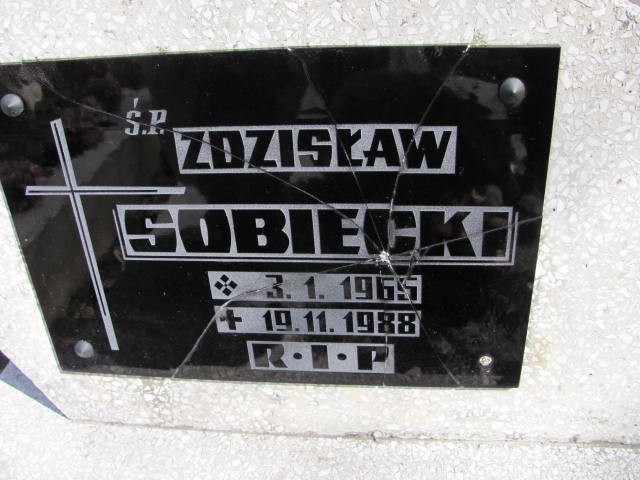 Ś.P.
ZDZISŁAW
SOBIECKI
3.1.1965
19.11.1988
R·I·P